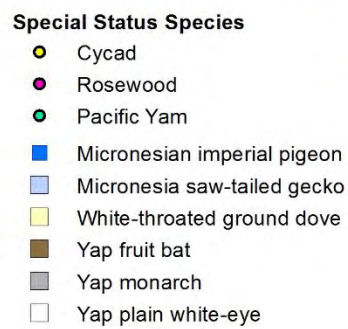 Special Status Species
Cycad
Rosewood
Pacific Yam
Micronesian imperial pigeon
Micronesia saw-tailed gecko
White-throated ground dove
Yap fruit bat
Yap monarch
Yap plain white-eye